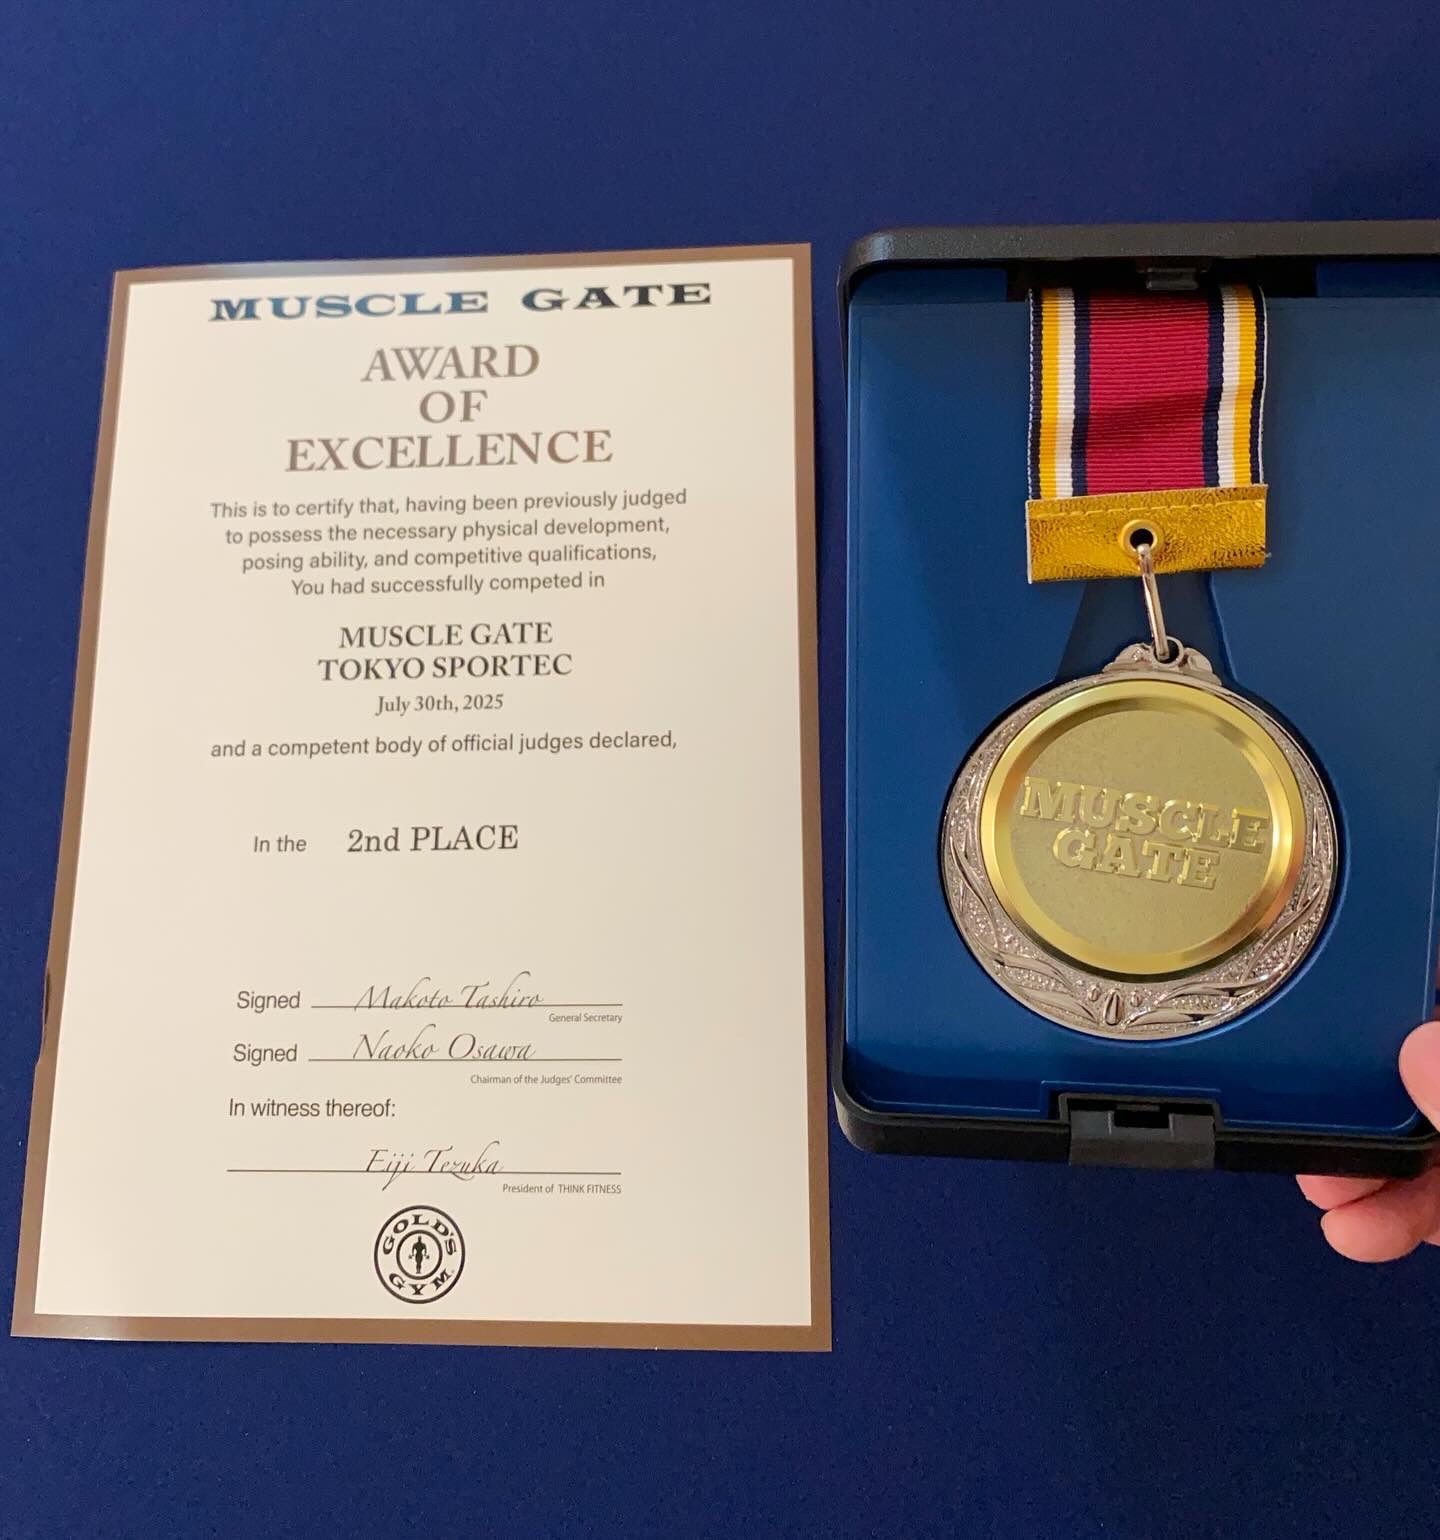 MUSCLE GATE
AWARD
OF
EXCELLENCE
This is to certify that, having been previously judged
to possess the necessary physical development,
posing ability, and competitive qualifications,
You had successfully competed in
MUSCLE GATE
TOKYO SPORTEC
July 30th, 2025
and a competent body of official judges declared,
In the 2nd PLACE
Signed Makoto Tashiro
General Secretary
Signed Naoko Osawa
Chairman of the Judges' Committee
In witness thereof:
Eiji Tezuka
President of THINK FITNESS
GOLD'S
GYM
MUSCLE
GATE